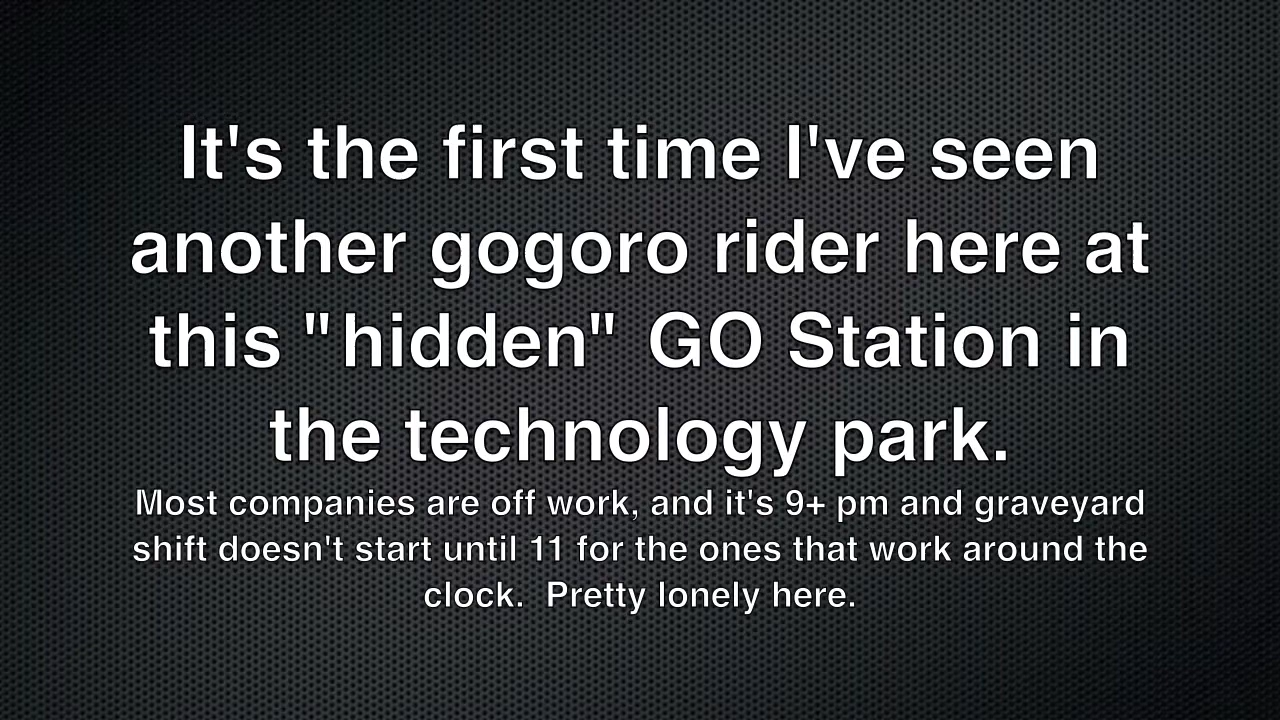 It's the first time I've seen
another gogoro rider here at
this "hidden" GO Station in
the technology park.
Most companies are off work, and it's 9+ pm and graveyard
shift doesn't start until 11 for the ones that work around the
clock.  Pretty lonely here.